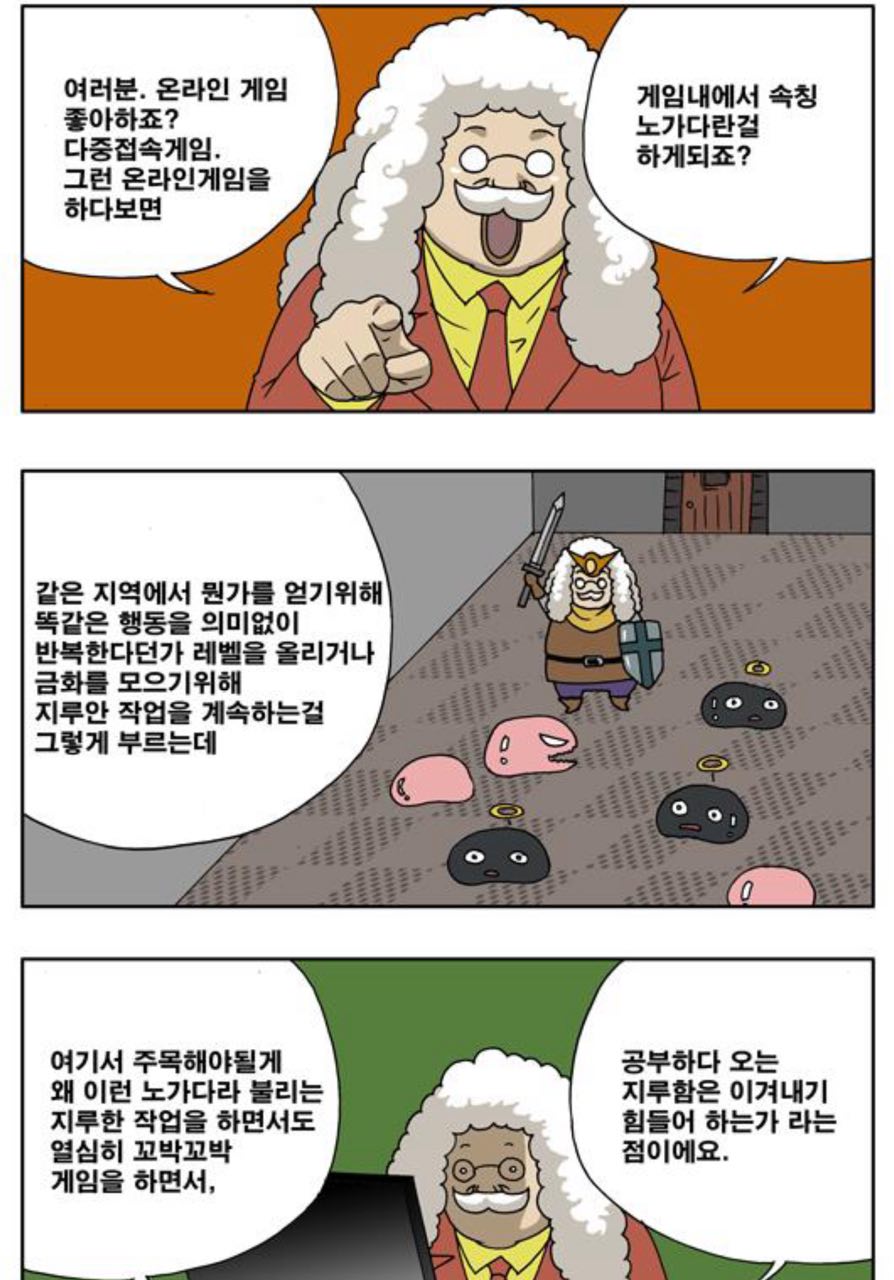 여러분. 온라인 게임
좋아하죠?
다중접속게임.
그런 온라인게임을
하다보면
게임내에서 속칭
노가다란걸
하게되죠?
같은 지역에서 뭔가를 얻기위해
똑같은 행동을 의미없이
반복한다던가 레벨을 올리거나
금화를 모으기위해
지루안 작업을 계속하는걸
그렇게 부르는데
여기서 주목해야될게
왜 이런 노가다라 불리는
지루한 작업을 하면서도
열심히 꼬박꼬박
게임을 하면서,
공부하다 오는
지루함은 이겨내기
힘들어 하는가 라는
점이에요.